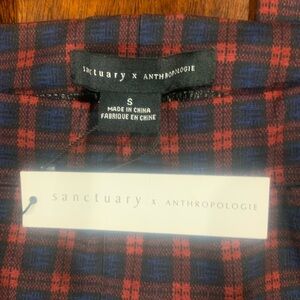 sanctuary x ANTHROPOLOGIE
S
MADE IN CHINA
FABRIQUE EN CHINE
sanctuary x ANTHROPOLOGIE